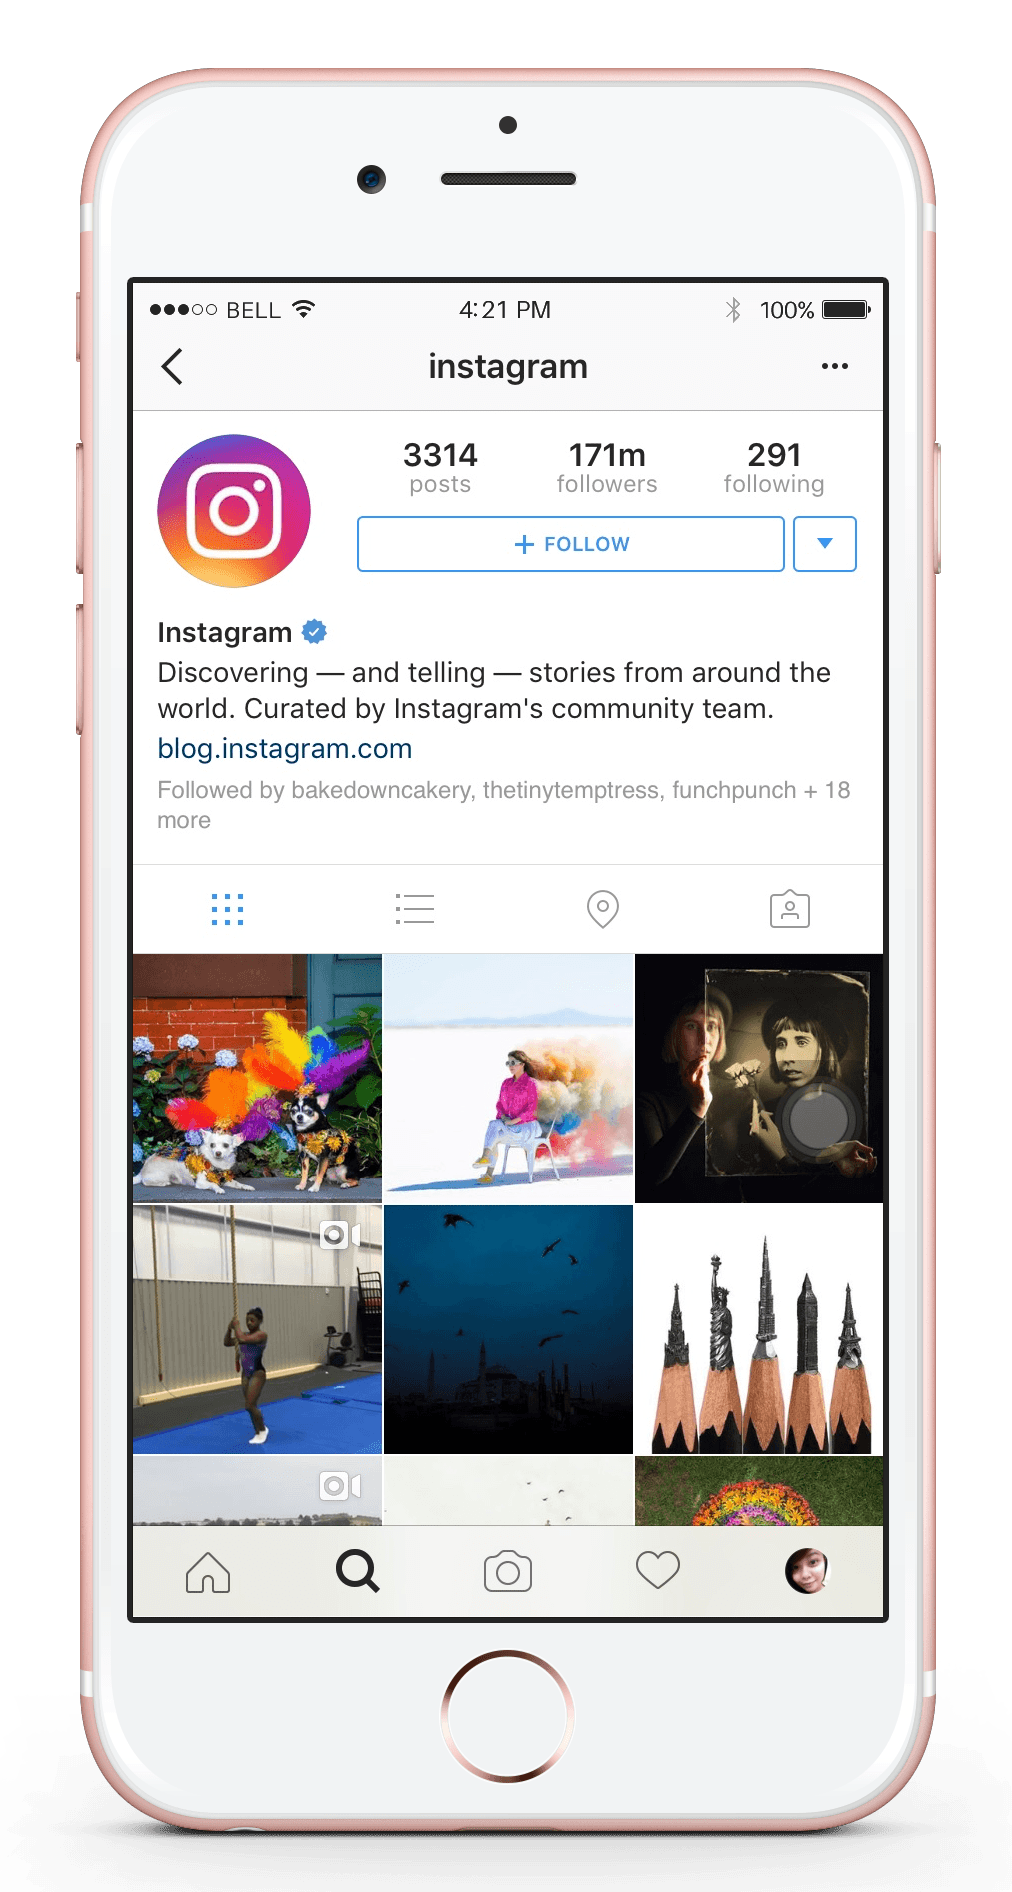 BELL 4:21 PM 100%
instagram
3314 171m 291
posts followers following
+ FOLLOW
Instagram
Discovering — and telling — stories from around the
world. Curated by Instagram's community team.
blog.instagram.com
Followed by bakedowncakery, thetinytemptress, funchpunch + 18
more